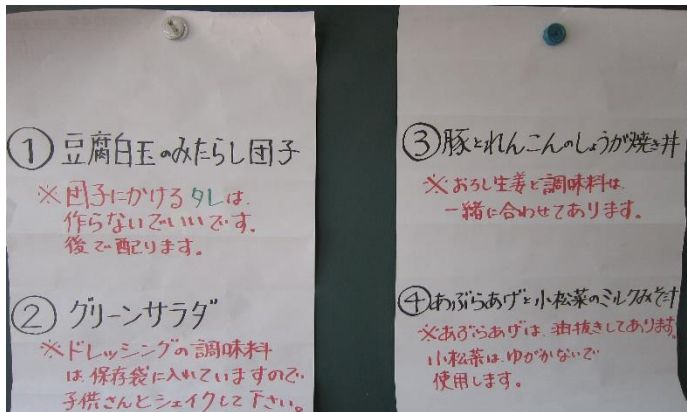 ① 豆腐白玉のみたらし団子
※団子にかけるタレは、
作らないでいいです。
後で配ります。
② グリーンサラダ
※ドレッシングの調味料
は、保存袋に入れていますので
子供さんとシェイクして下さい。
③ 豚とれんこんのしょうが焼き丼
※おろし生姜と調味料は、
一緒に合わせてあります。
④ あぶらあげと小松菜のミルクみそ汁
※あぶらあげは、油抜きしてあります。
小松菜は、ゆがかないで
使用します。